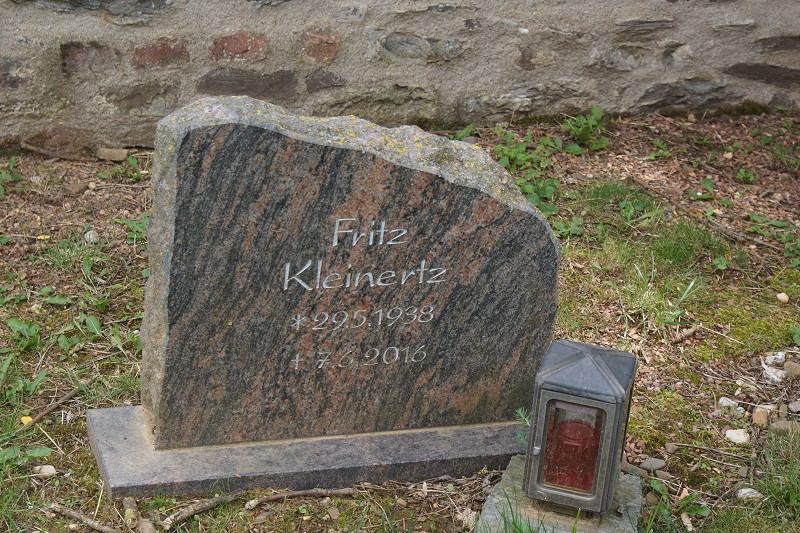 Fritz
Kleinertz
* 29.5.1938
+ 7.6.2016